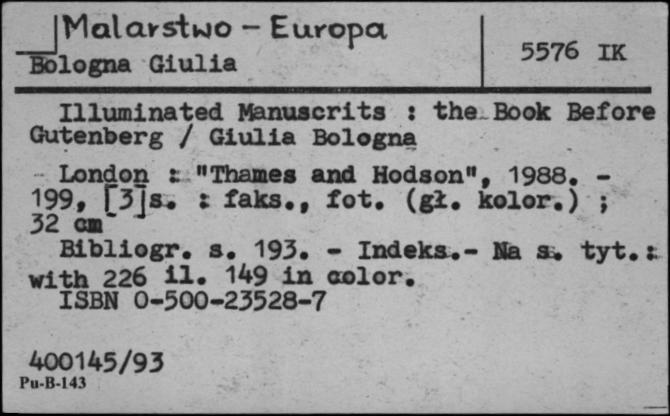 Malarstwo - Europa
Bologna Giulia
5576 IK
Illuminated Manuscrits : the Book Before
Gutenberg / Giulia Bologna
- London : "Thames and Hodson", 1988. -
199, [3]s. : faks., fot. (gł. kolor.) ;
32 cm
Bibliogr. s. 193. - Indeks.- Na s. tyt.:
with 226 il. 149 in color.
ISBN 0-500-23528-7
400145/93
Pu-B-143